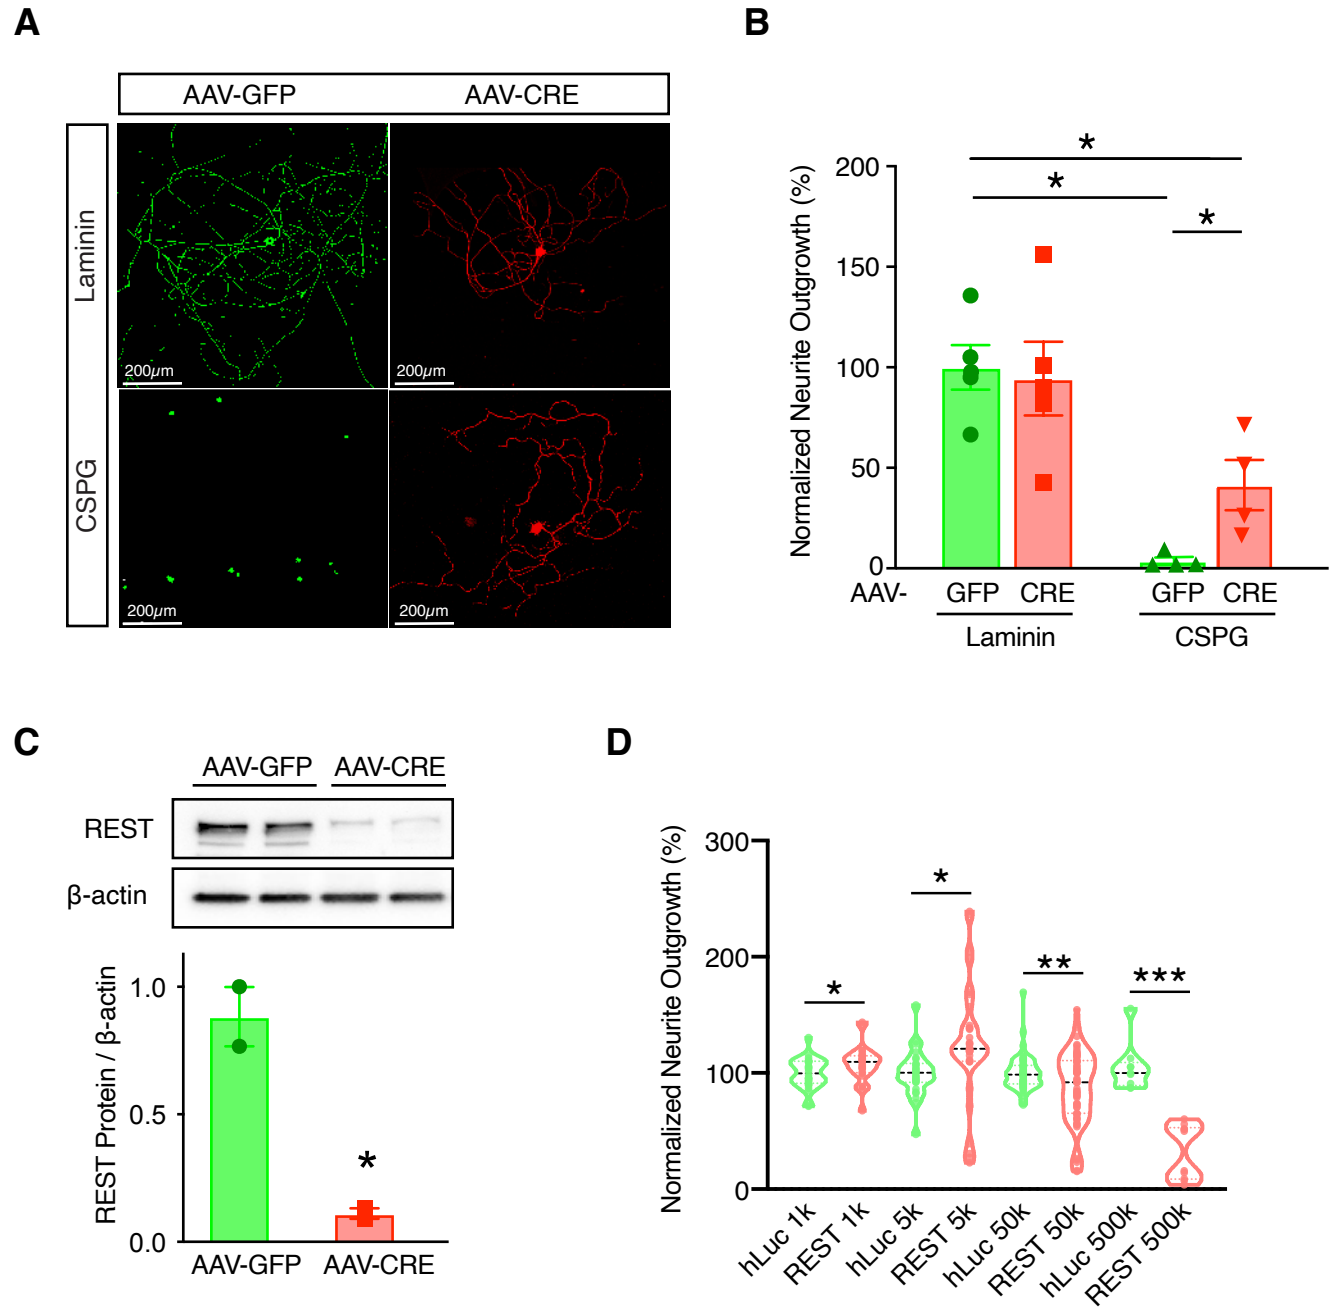 A
AAV-GFP AAV-CRE
Laminin
200µm 200µm
CSPG
200µm 200µm
B
Normalized Neurite Outgrowth (%)
200
150
100
50
0
* * *
AAV- GFP CRE GFP CRE
Laminin CSPG
C
AAV-GFP AAV-CRE
REST
β-actin
REST Protein / β-actin
1.0
0.5
0.0
*
AAV-GFP AAV-CRE
D
Normalized Neurite Outgrowth (%)
300
200
100
0
* * ** ***
hLuc 1k REST 1k hLuc 5k REST 5k hLuc 50k REST 50k hLuc 500k REST 500k